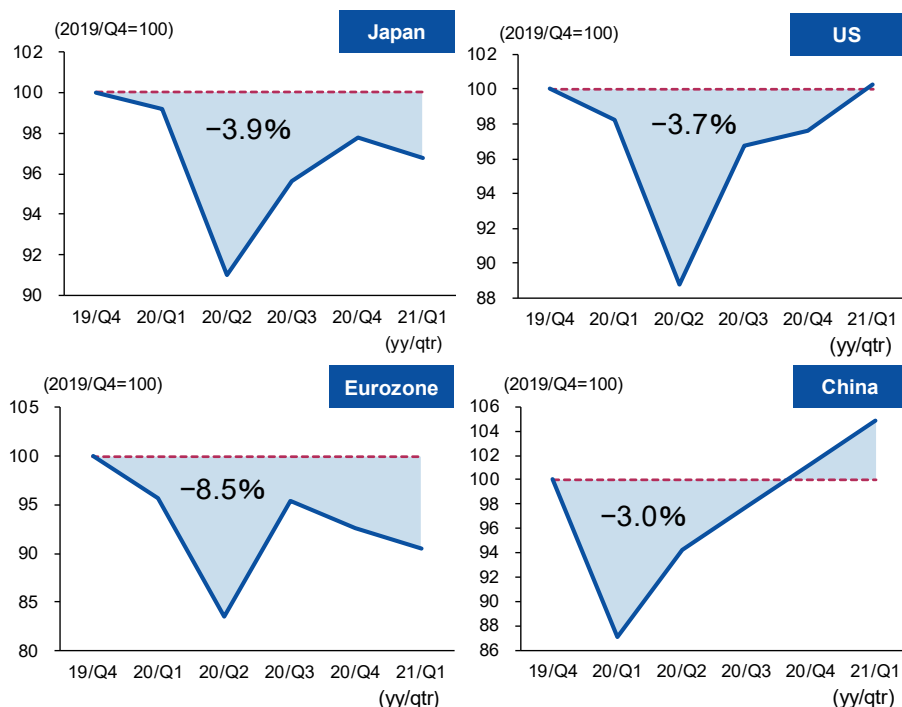 (2019/Q4=100)
Japan
102
100
98
96
94
92
90
−3.9%
19/Q4 20/Q1 20/Q2 20/Q3 20/Q4 21/Q1
(yy/qtr)
(2019/Q4=100)
US
102
100
98
96
94
92
90
88
−3.7%
19/Q4 20/Q1 20/Q2 20/Q3 20/Q4 21/Q1
(yy/qtr)
(2019/Q4=100)
Eurozone
105
100
95
90
85
80
−8.5%
19/Q4 20/Q1 20/Q2 20/Q3 20/Q4 21/Q1
(yy/qtr)
(2019/Q4=100)
China
106
104
102
100
98
96
94
92
90
88
86
−3.0%
19/Q4 20/Q1 20/Q2 20/Q3 20/Q4 21/Q1
(yy/qtr)